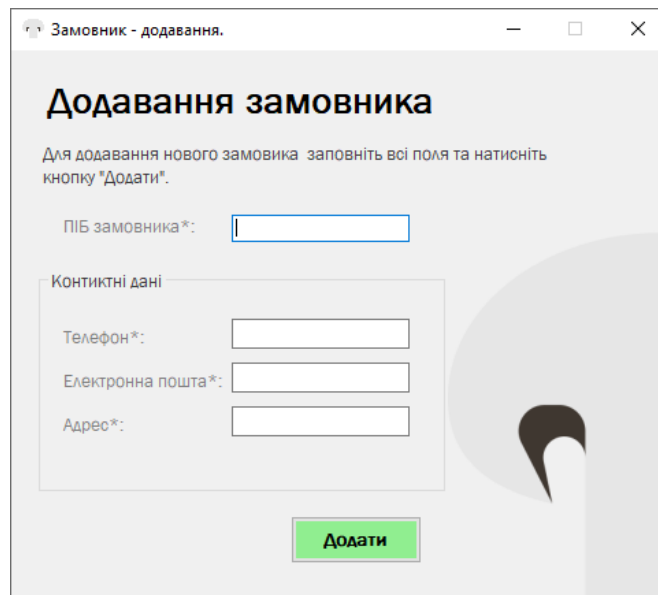 Замовник - додавання.
Додавання замовника
Для додавання нового замовика заповніть всі поля та натисніть
кнопку "Додати".
ПІБ замовника*:
Контиктні дані
Телефон*:
Електронна пошта*:
Адрес*:
Додати